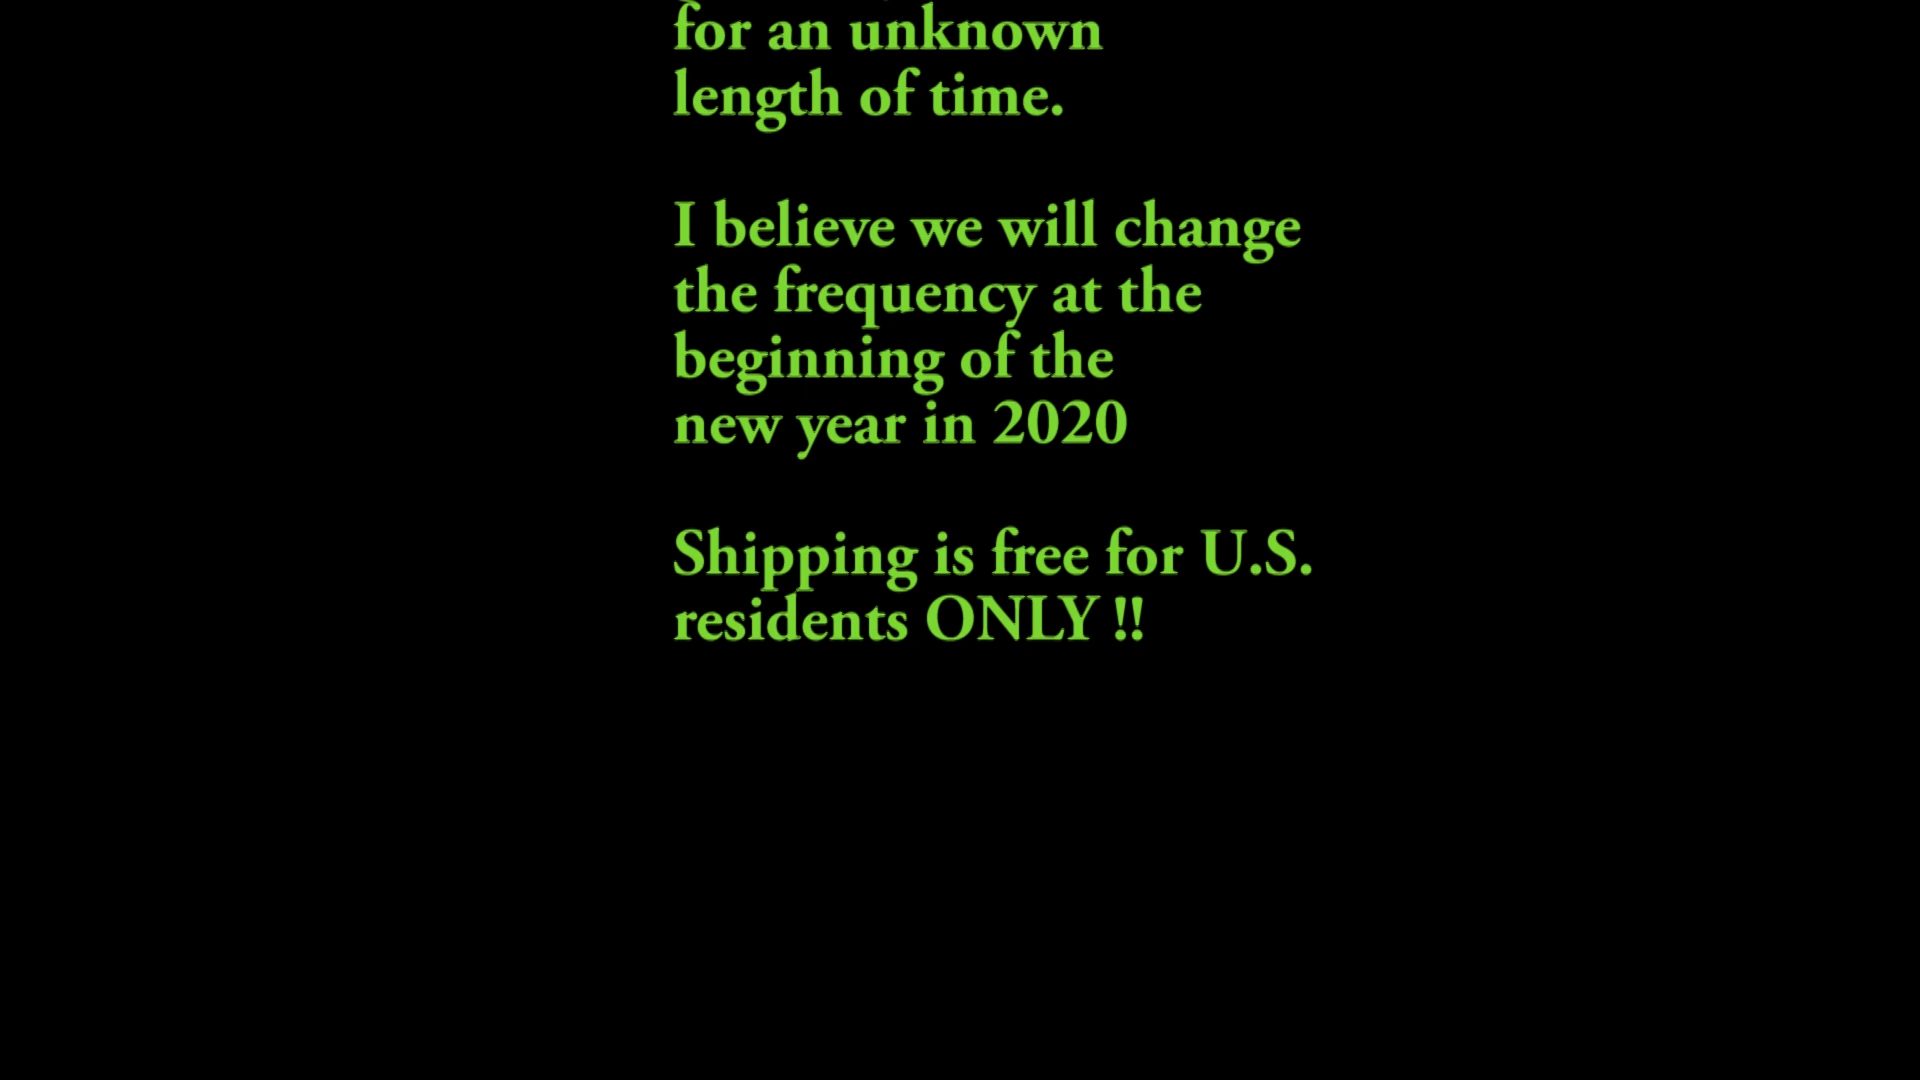 for an unknown
length of time.
I believe we will change
the frequency at the
beginning of the
new year in 2020
Shipping is free for U.S.
residents ONLY !!